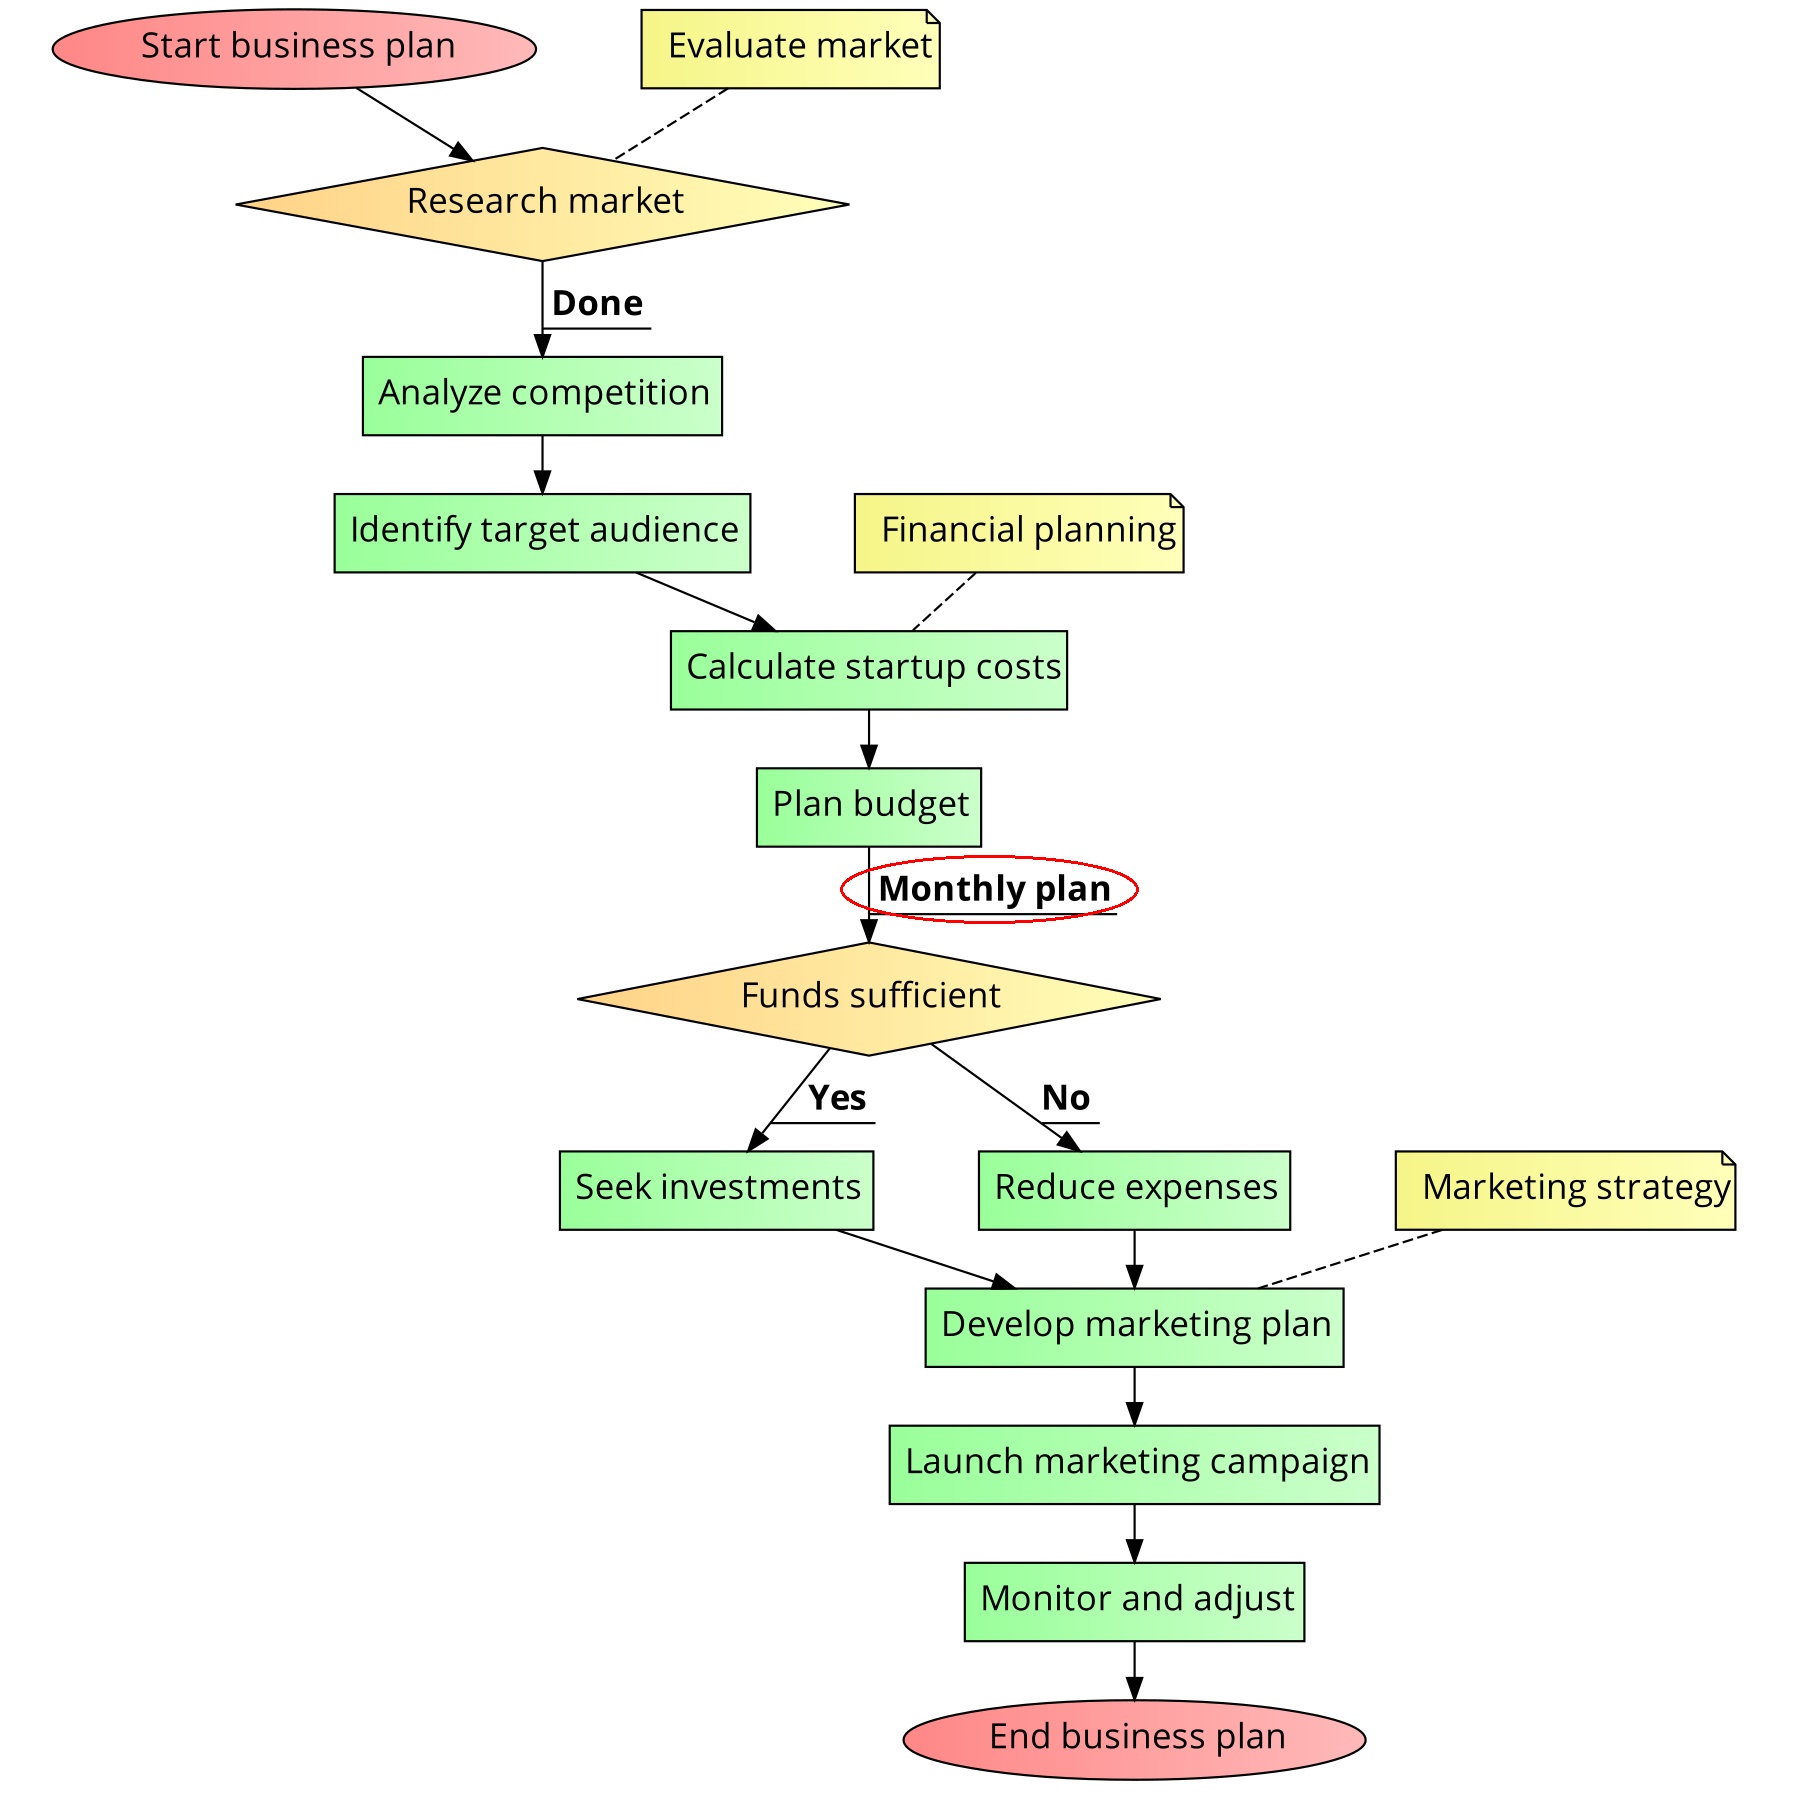 Start business plan
Evaluate market
Research market
Done
Analyze competition
Identify target audience
Financial planning
Calculate startup costs
Plan budget
Monthly plan
Funds sufficient
Yes
No
Seek investments
Reduce expenses
Marketing strategy
Develop marketing plan
Launch marketing campaign
Monitor and adjust
End business plan